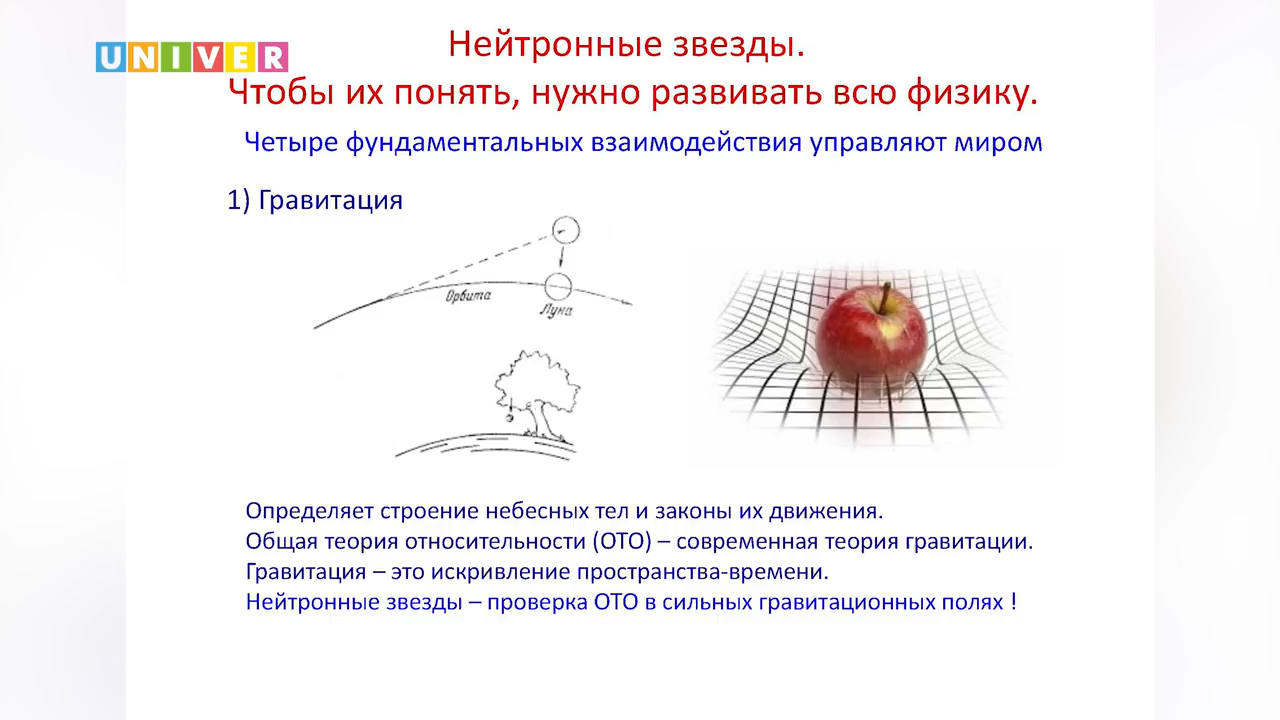 UNIVER
Нейтронные звезды.
Чтобы их понять, нужно развивать всю физику.
Четыре фундаментальных взаимодействия управляют миром
1) Гравитация
Орбита
Луна
Определяет строение небесных тел и законы их движения.
Общая теория относительности (ОТО) – современная теория гравитации.
Гравитация – это искривление пространства-времени.
Нейтронные звезды – проверка ОТО в сильных гравитационных полях !